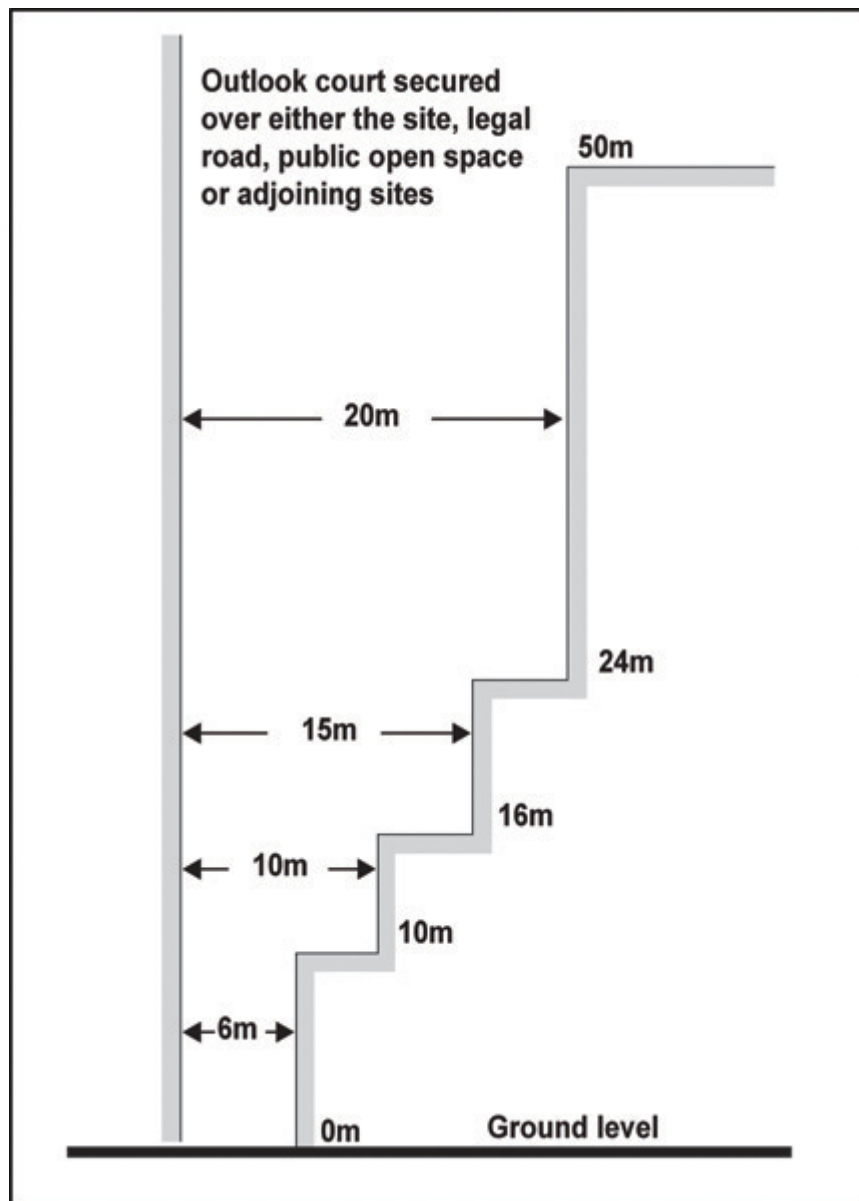 Outlook court secured
over either the site, legal
road, public open space
or adjoining sites
50m
20m
24m
15m
16m
10m
10m
6m
0m
Ground level